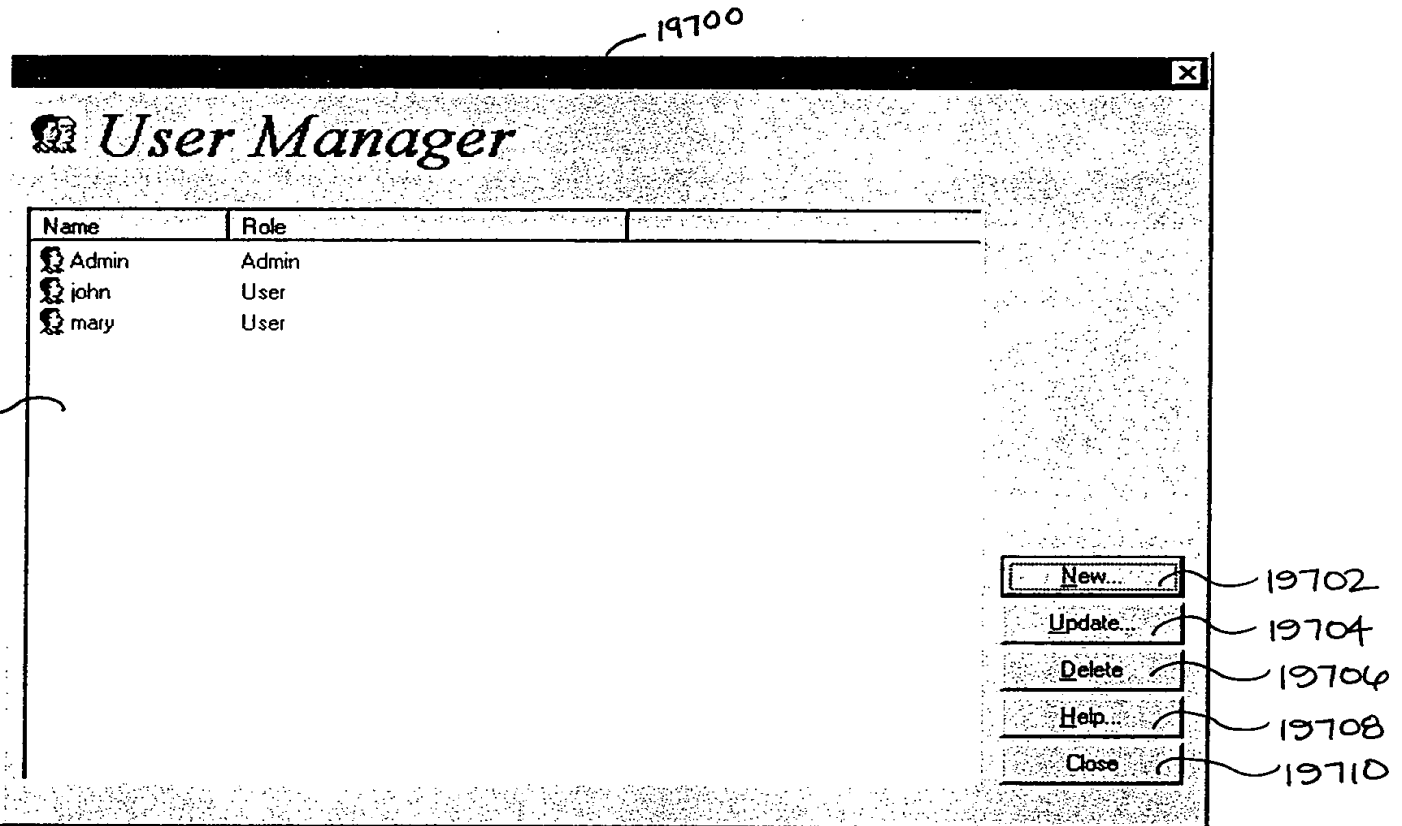 19700
User Manager
Name Role
Admin Admin
john User
mary User
New... 19702
Update... 19704
Delete 19706
Help... 19708
Close 19710